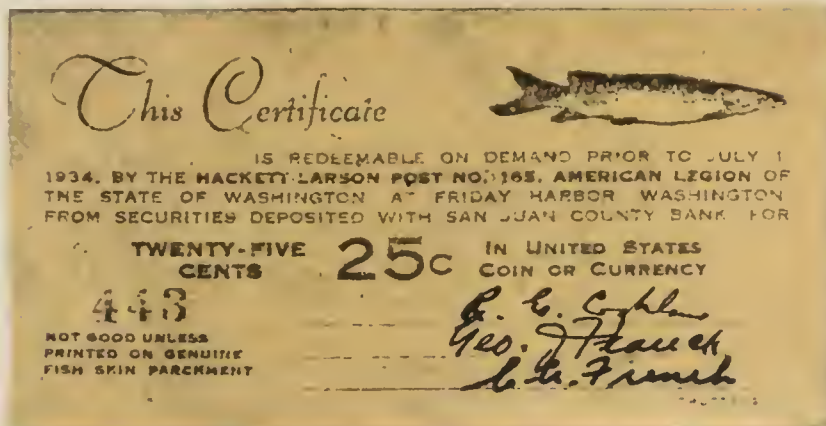 This Certificate
IS REDEEMABLE ON DEMAND PRIOR TO JULY 1
1934, BY THE HACKETT-LARSON POST NO. 165, AMERICAN LEGION OF
THE STATE OF WASHINGTON AT FRIDAY HARBOR WASHINGTON
FROM SECURITIES DEPOSITED WITH SAN JUAN COUNTY BANK FOR
TWENTY-FIVE CENTS 25c IN UNITED STATES COIN OR CURRENCY
443
NOT GOOD UNLESS
PRINTED ON GENUINE
FISH SKIN PARCHMENT
Geo. J Franck
French